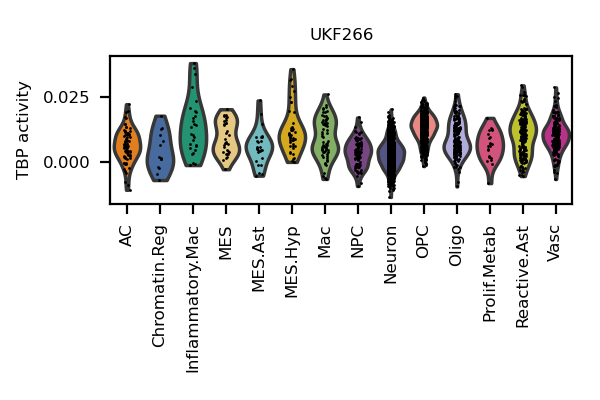 UKF266
TBP activity
0.025
0.000
AC
Chromatin.Reg
Inflammatory.Mac
MES
MES.Ast
MES.Hyp
Mac
NPC
Neuron
OPC
Oligo
Prolif.Metab
Reactive.Ast
Vasc